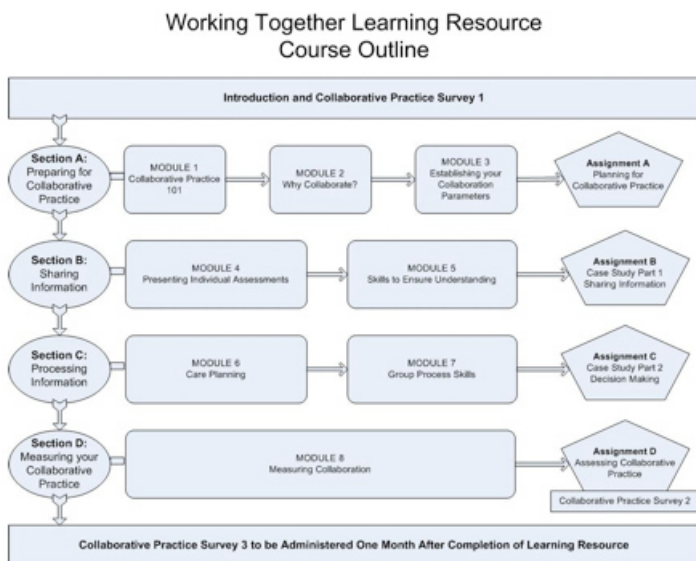 Working Together Learning Resource
Course Outline
Introduction and Collaborative Practice Survey 1
Section A:
Preparing for
Collaborative
Practice
MODULE 1
Collaborative Practice
101
MODULE 2
Why Collaborate?
MODULE 3
Establishing your
Collaboration
Parameters
Assignment A
Planning for
Collaborative Practice
Section B:
Sharing
Information
MODULE 4
Presenting Individual Assessments
MODULE 5
Skills to Ensure Understanding
Assignment B
Case Study Part 1
Sharing Information
Section C:
Processing
Information
MODULE 6
Care Planning
MODULE 7
Group Process Skills
Assignment C
Case Study Part 2
Decision Making
Section D:
Measuring your
Collaborative
Practice
MODULE 8
Measuring Collaboration
Assignment D
Assessing Collaborative
Practice
Collaborative Practice Survey 2
Collaborative Practice Survey 3 to be Administered One Month After Completion of Learning Resource